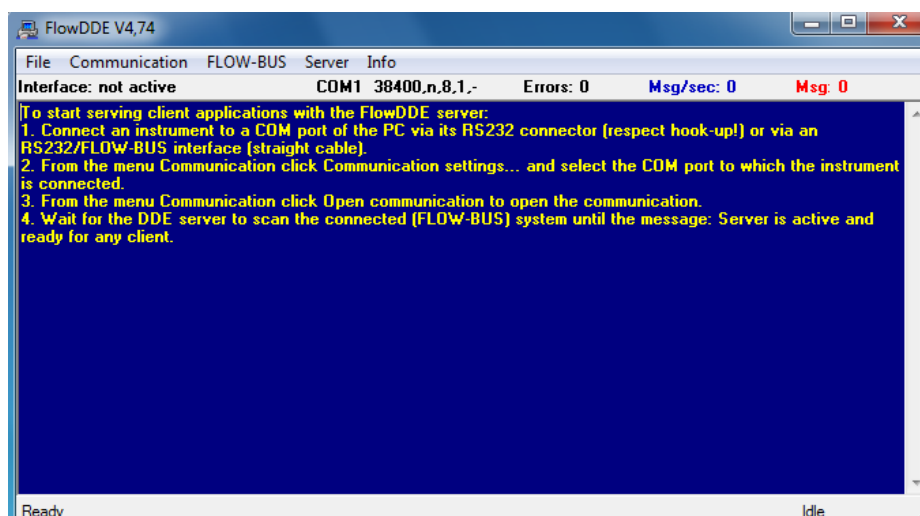 FlowDDE V4,74
File Communication FLOW-BUS Server Info
Interface: not active COM1 38400,n,8,1,- Errors: 0 Msg/sec: 0 Msg: 0
To start serving client applications with the FlowDDE server:
1. Connect an instrument to a COM port of the PC via its RS232 connector (respect hook-up!) or via an
RS232/FLOW-BUS interface (straight cable).
2. From the menu Communication click Communication settings... and select the COM port to which the instrument
is connected.
3. From the menu Communication click Open communication to open the communication.
4. Wait for the DDE server to scan the connected (FLOW-BUS) system until the message: Server is active and
ready for any client.
Ready Idle